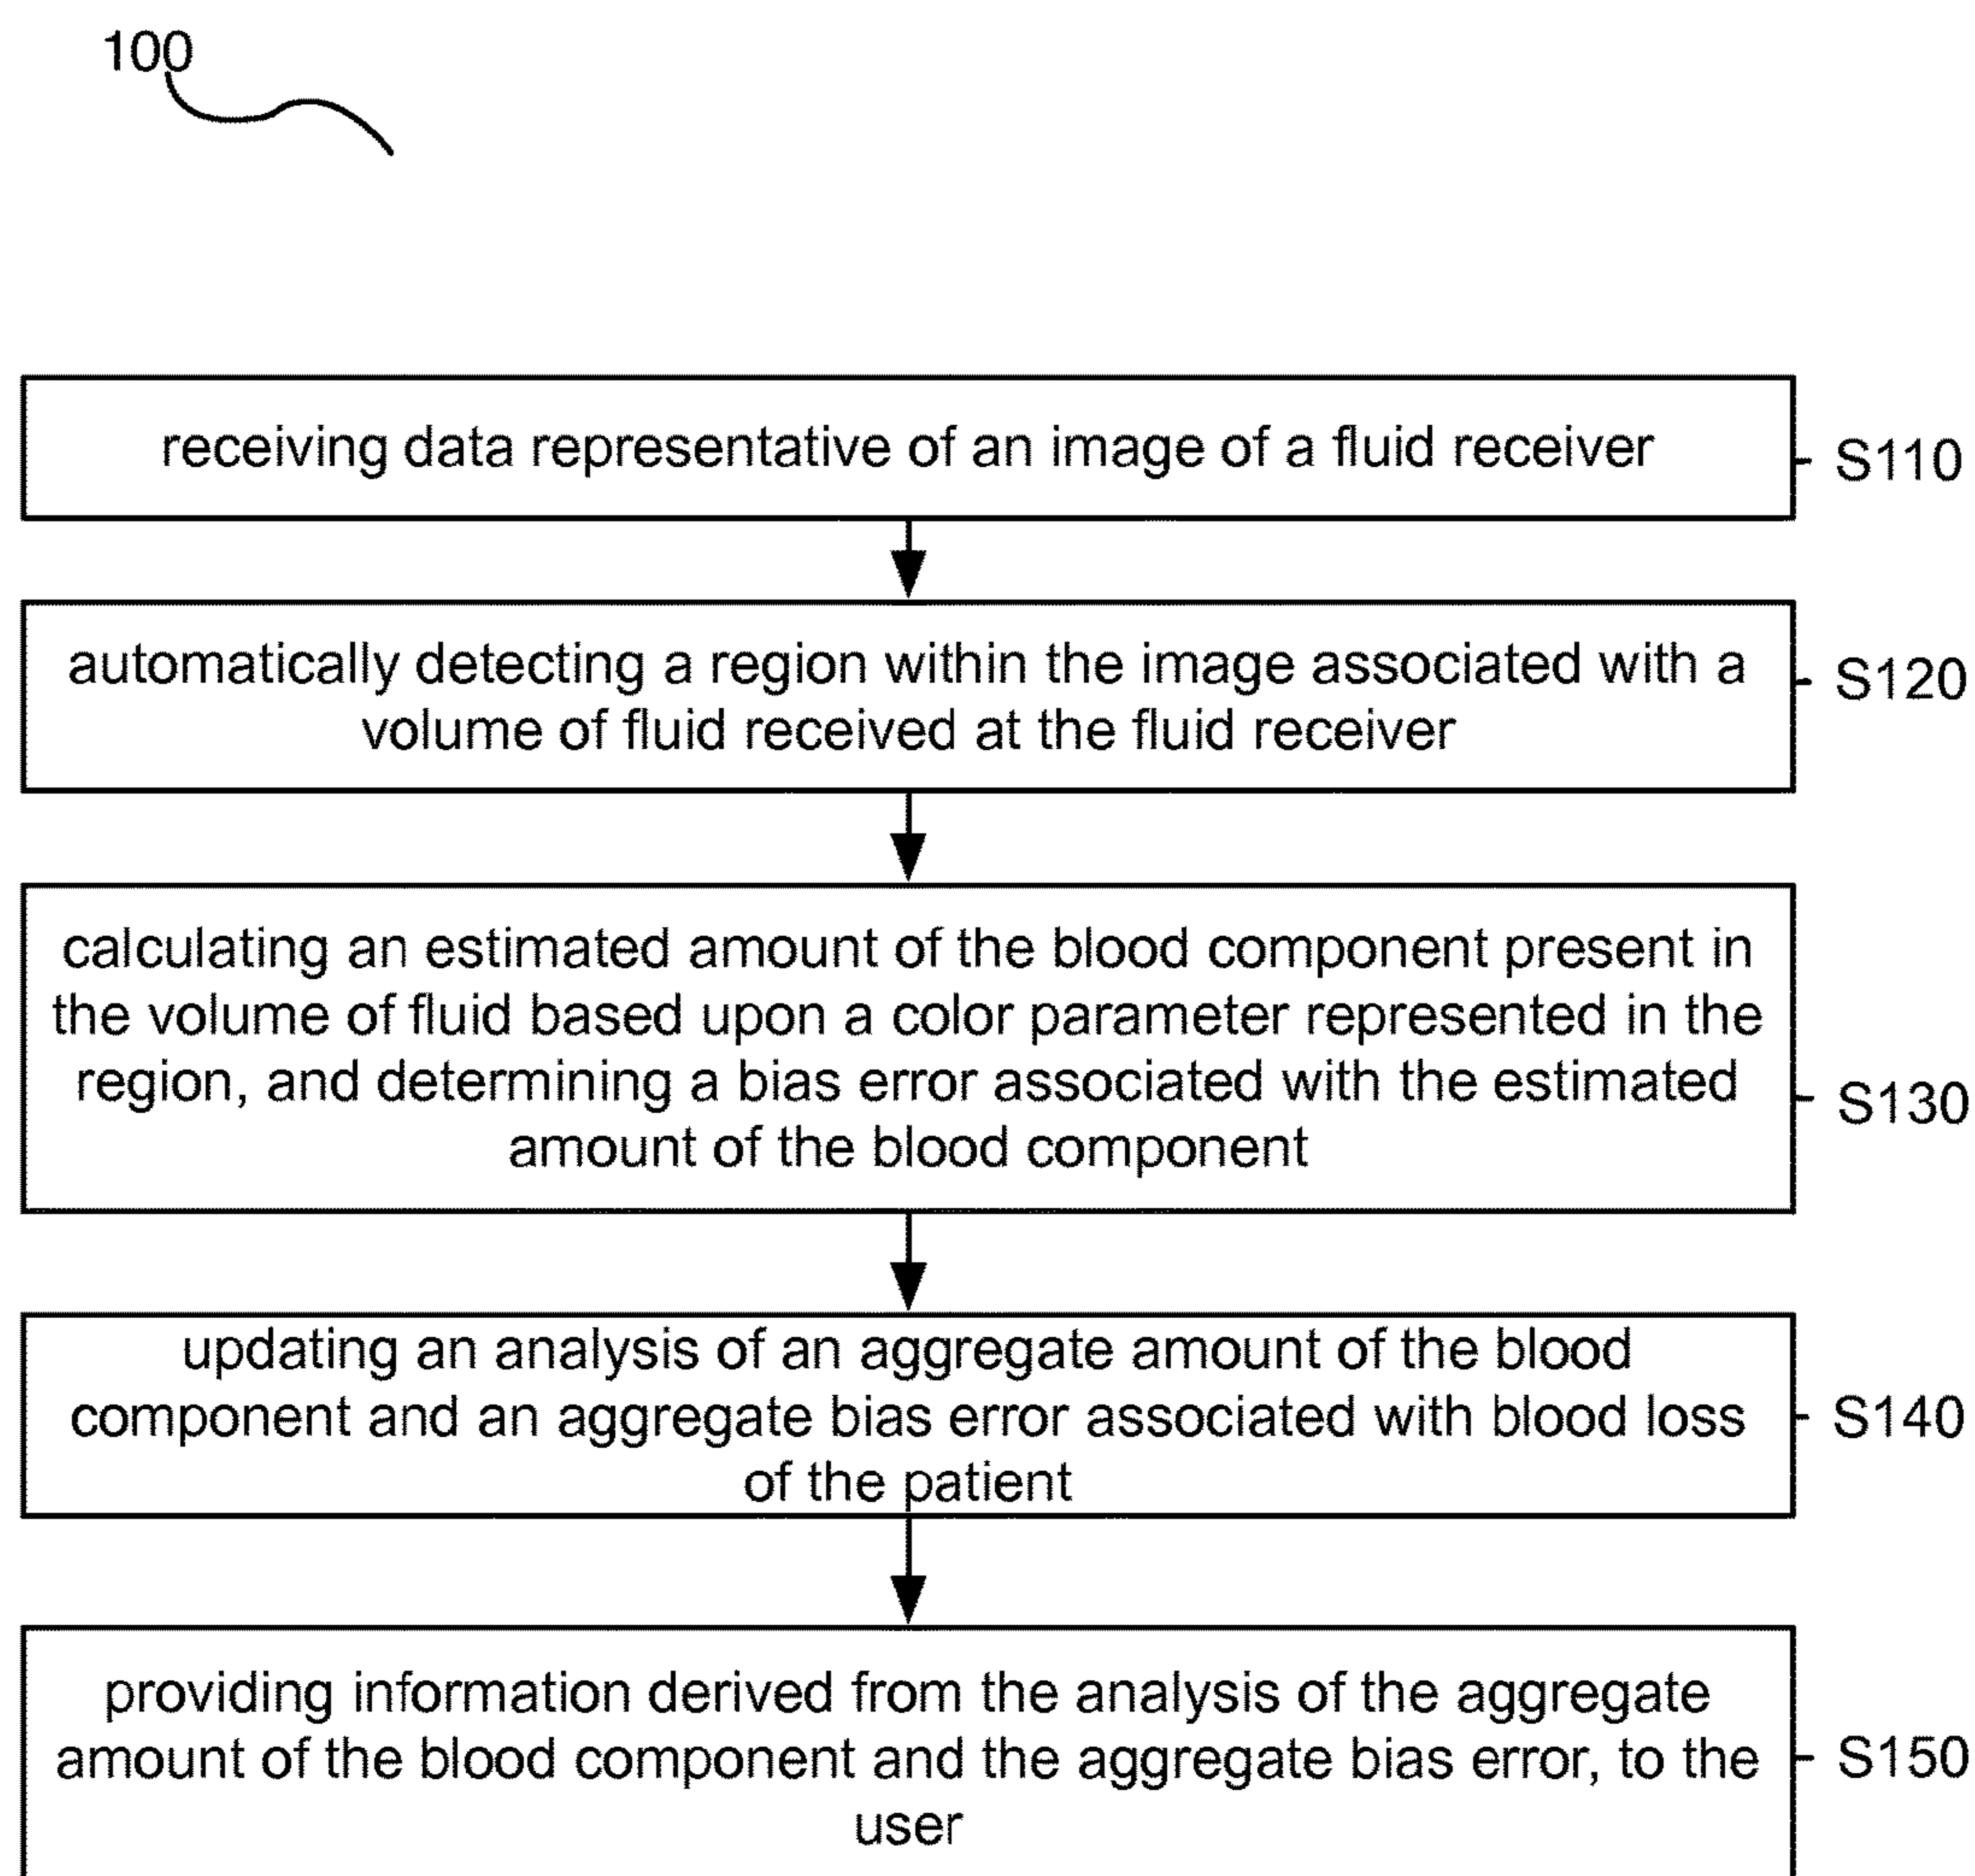 100
receiving data representative of an image of a fluid receiver
S110
automatically detecting a region within the image associated with a
volume of fluid received at the fluid receiver
S120
calculating an estimated amount of the blood component present in
the volume of fluid based upon a color parameter represented in the
region, and determining a bias error associated with the estimated
amount of the blood component
S130
updating an analysis of an aggregate amount of the blood
component and an aggregate bias error associated with blood loss
of the patient
S140
providing information derived from the analysis of the aggregate
amount of the blood component and the aggregate bias error, to the
user
S150